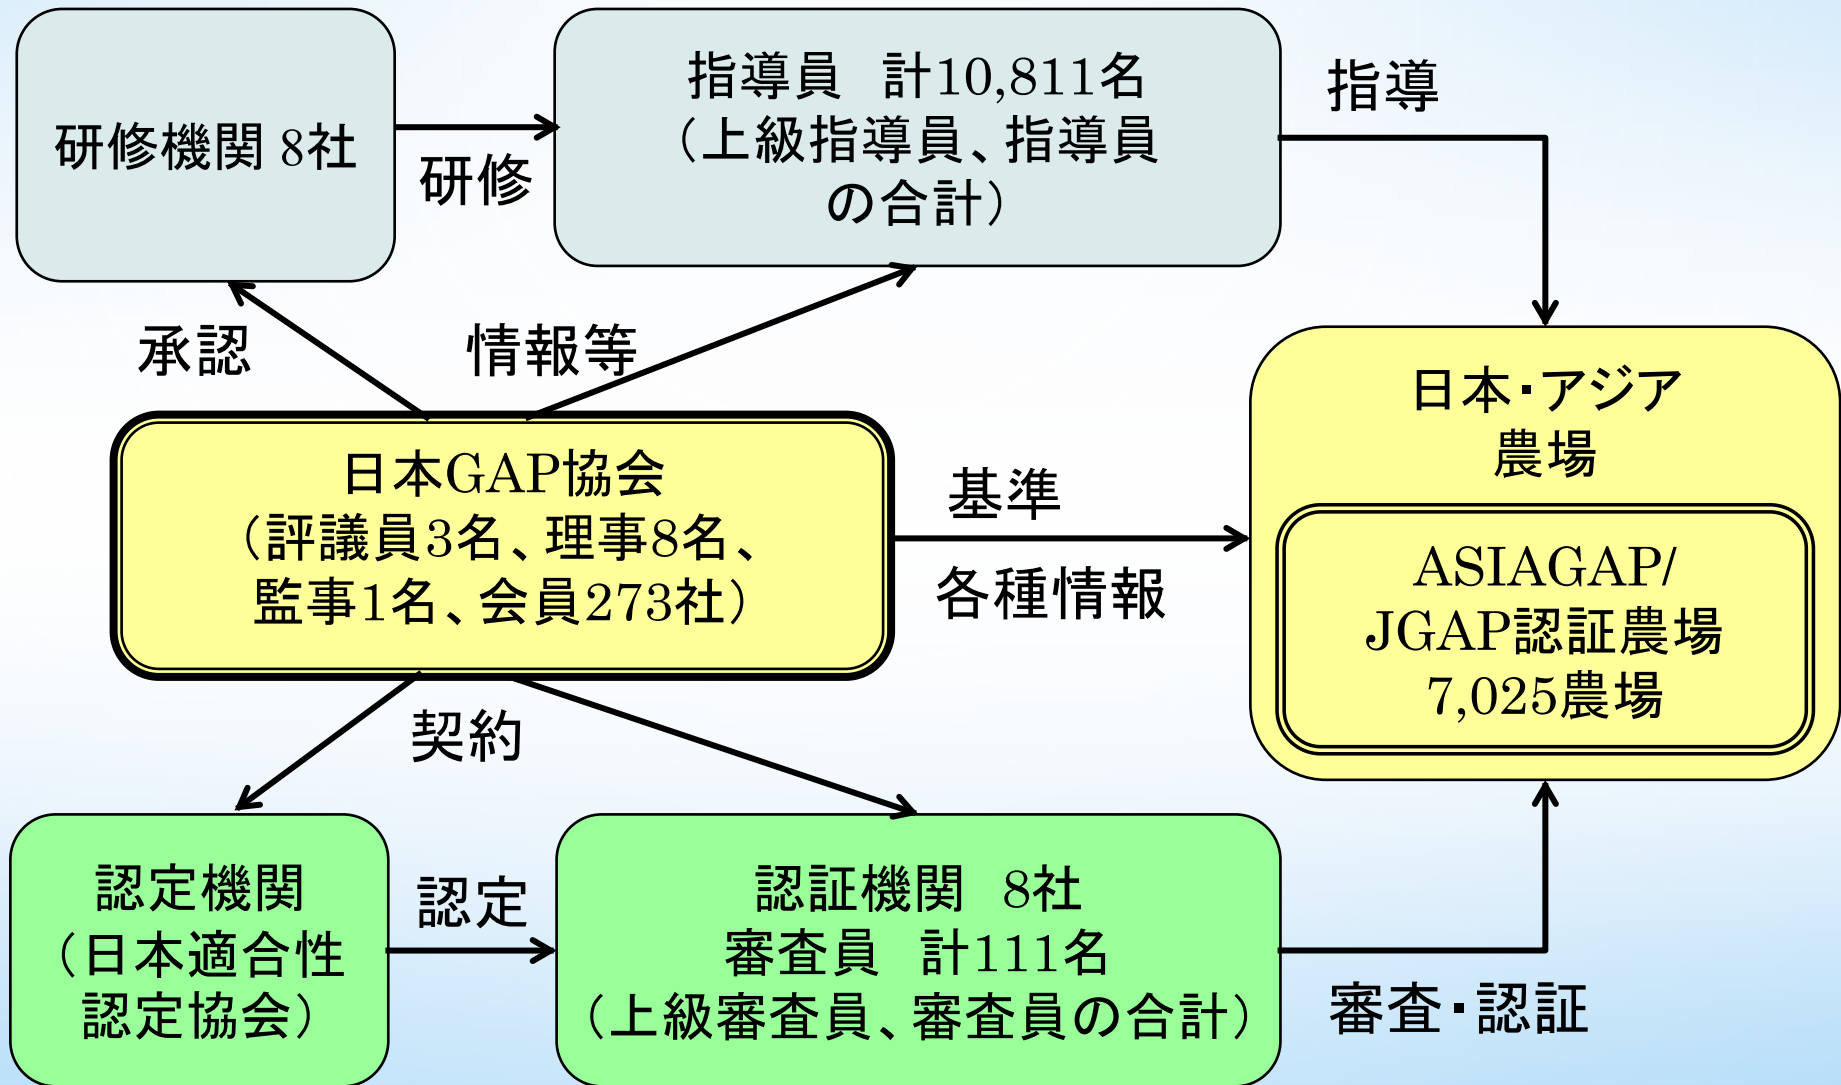 研修機関 8社
研修
指導員　計10,811名
（上級指導員、指導員
の合計）
指導
承認
情報等
日本GAP協会
（評議員3名、理事8名、
監事1名、会員273社）
基準
各種情報
日本・アジア
農場
ASIAGAP/
JGAP認証農場
7,025農場
契約
認定機関
（日本適合性
認定協会）
認定
認証機関　8社
審査員　計111名
（上級審査員、審査員の合計）
審査・認証